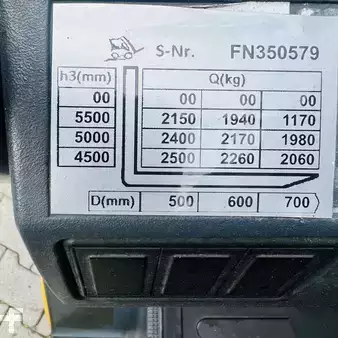 S-Nr. FN350579
h3(mm) Q(kg)
00 00 00 00
5500 2150 1940 1170
5000 2400 2170 1980
4500 2500 2260 2060
D(mm) 500 600 700